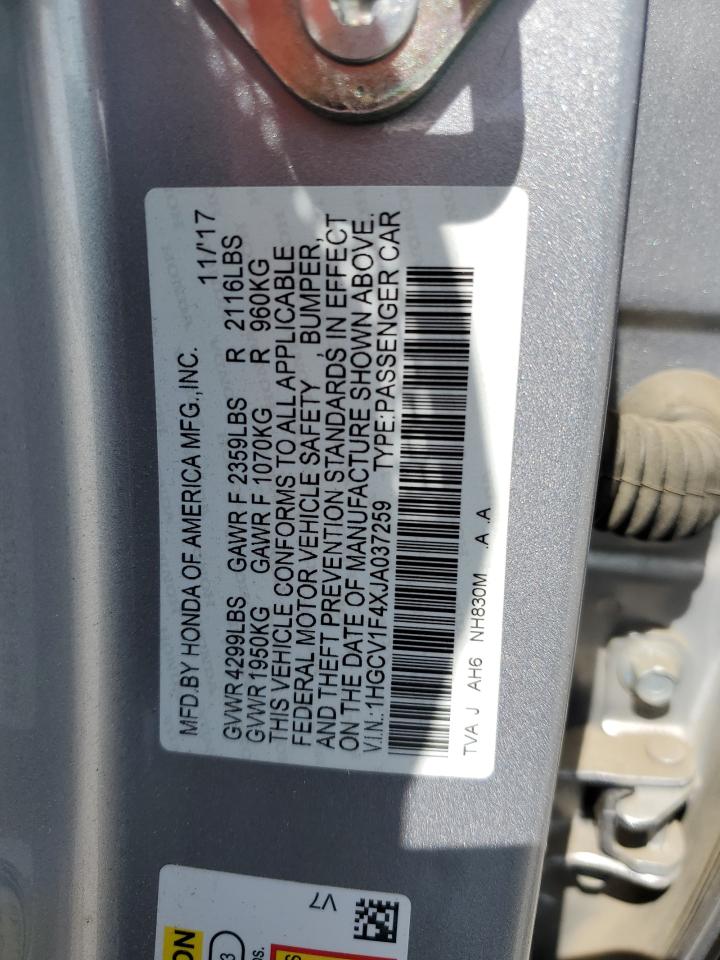 MFD.BY HONDA OF AMERICA MFG.,INC. 11/'17
GVWR 4299LBS GAWR F 2359LBS R 2116LBS
GVWR 1950KG GAWR F 1070KG R 960KG
THIS VEHICLE CONFORMS TO ALL APPLICABLE
FEDERAL MOTOR VEHICLE SAFETY , BUMPER,
AND THEFT PREVENTION STANDARDS IN EFFECT
ON THE DATE OF MANUFACTURE SHOWN ABOVE.
V.I.N.:1HGCV1F4XJA037259 TYPE:PASSENGER CAR
TVA J AH6 NH830M .A .A
V7